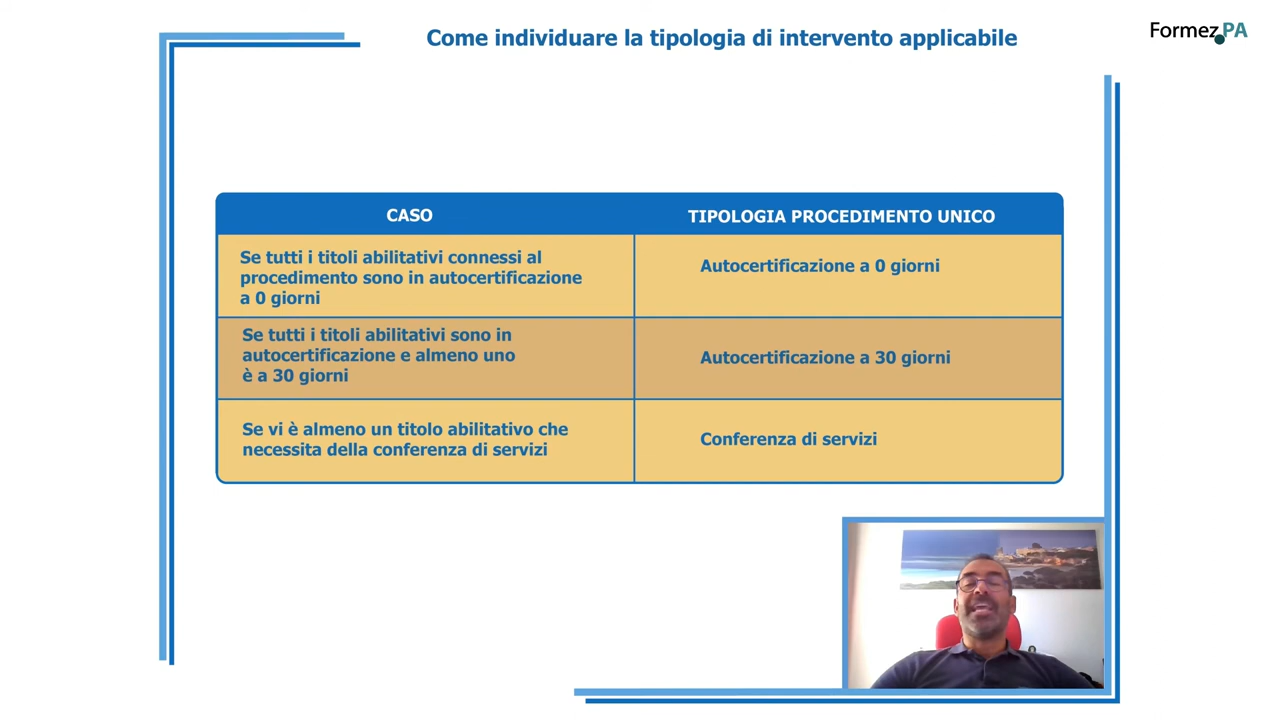 Come individuare la tipologia di intervento applicabile
Formez.PA
CASO
TIPOLOGIA PROCEDIMENTO UNICO
Se tutti i titoli abilitativi connessi al
procedimento sono in autocertificazione
a 0 giorni
Autocertificazione a 0 giorni
Se tutti i titoli abilitativi sono in
autocertificazione e almeno uno
è a 30 giorni
Autocertificazione a 30 giorni
Se vi è almeno un titolo abilitativo che
necessita della conferenza di servizi
Conferenza di servizi